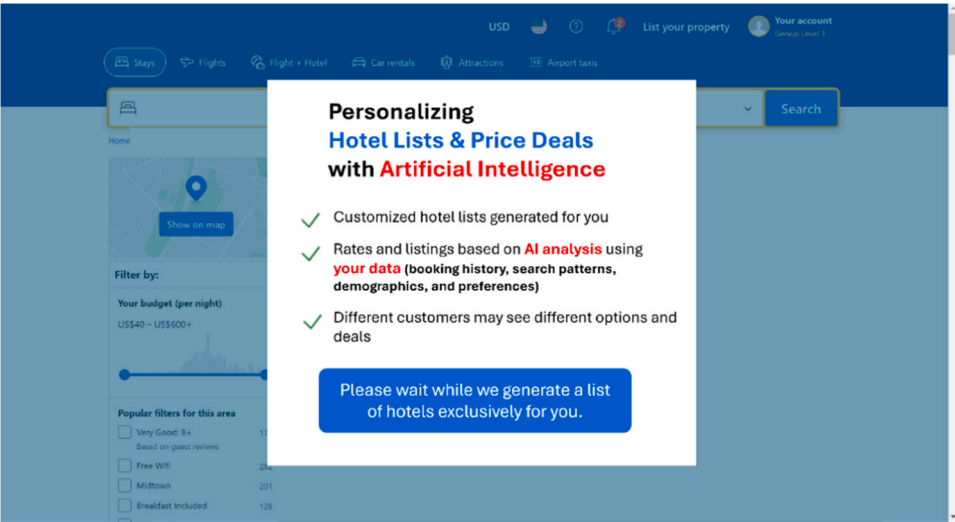 USD
List your property
Your account
Genius Level 1
2
Stays
Flights
Flight + Hotel
Car rentals
Attractions
Airport taxis
Search
Home
Show on map
Filter by:
Your budget (per night)
US$40 – US$600+
Popular filters for this area
Very Good: 8+
Based on guest reviews
Free Wifi
Midtown
201
Breakfast Included
128
Personalizing
Hotel Lists & Price Deals
with Artificial Intelligence
Customized hotel lists generated for you
Rates and listings based on AI analysis using
your data (booking history, search patterns,
demographics, and preferences)
Different customers may see different options and
deals
Please wait while we generate a list
of hotels exclusively for you.